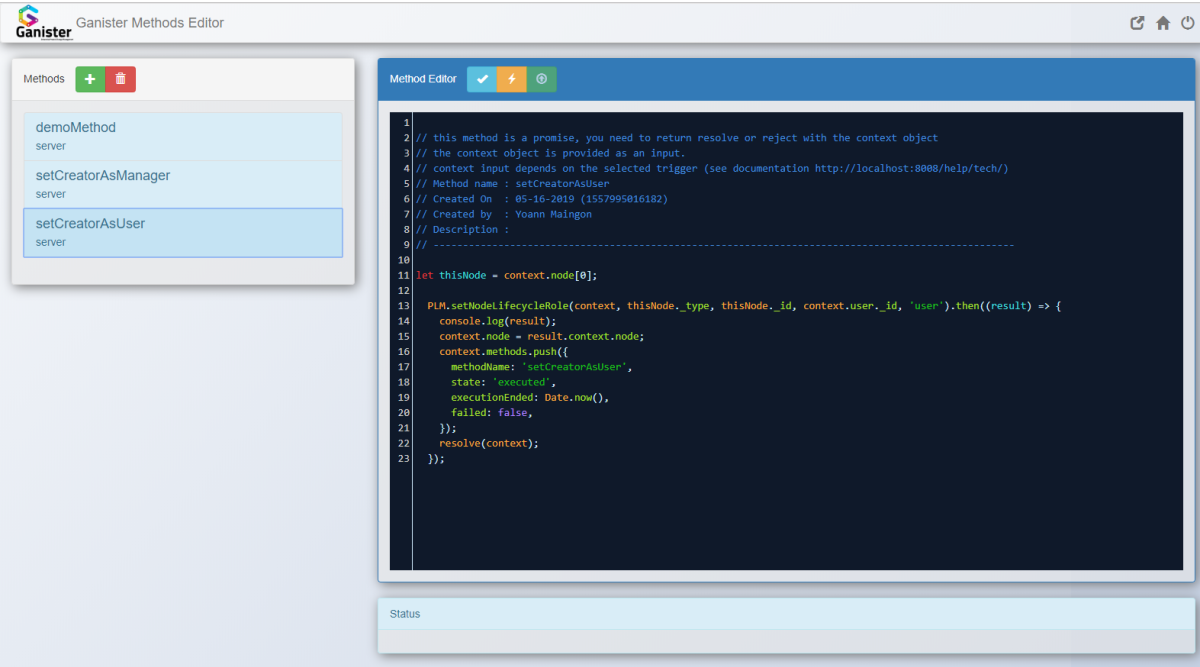 Ganister
Ganister Methods Editor
Methods
demoMethod
server
setCreatorAsManager
server
setCreatorAsUser
server
Method Editor
1
2 // this method is a promise, you need to return resolve or reject with the context object
3 // the context object is provided as an input.
4 // context input depends on the selected trigger (see documentation http://localhost:8008/help/tech/)
5 // Method name : setCreatorAsUser
6 // Created On  : 05-16-2019 (1557995016182)
7 // Created by  : Yoann Maingon
8 // Description :
9 // ---------------------------------------------------------------------------------------------------
10
11 let thisNode = context.node[0];
12
13   PLM.setNodeLifecycleRole(context, thisNode._type, thisNode._id, context.user._id, 'user').then((result) => {
14     console.log(result);
15     context.node = result.context.node;
16     context.methods.push({
17       methodName: 'setCreatorAsUser',
18       state: 'executed',
19       executionEnded: Date.now(),
20       failed: false,
21     });
22     resolve(context);
23   });
Status